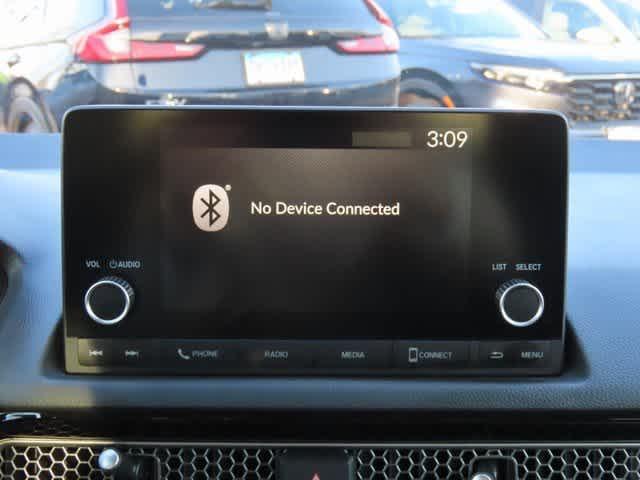 3:09
No Device Connected
VOL AUDIO
LIST SELECT
PHONE RADIO MEDIA CONNECT MENU